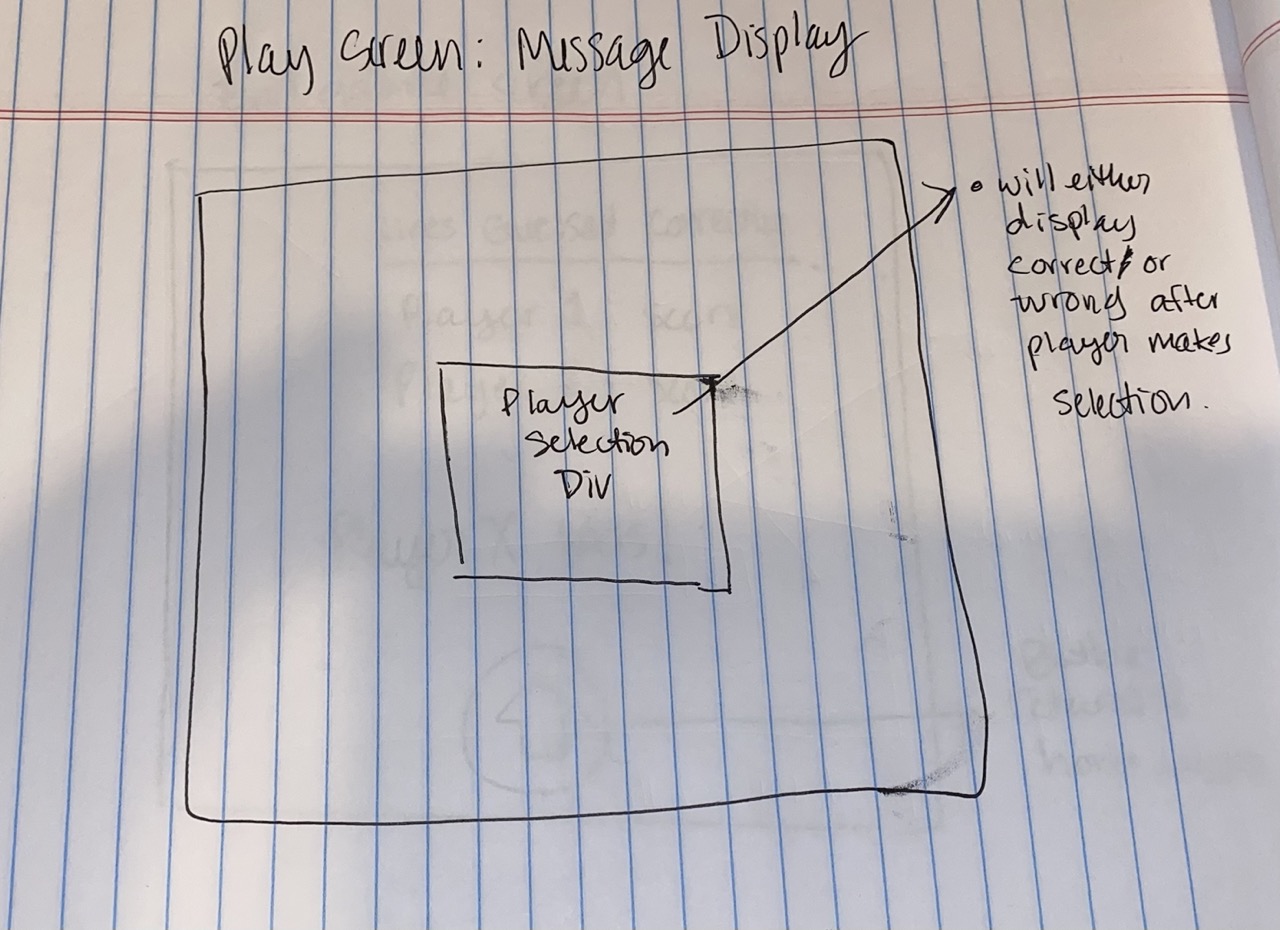 Play Screen: Message Display
• will either
display
correct or
wrong after
player makes
selection.
Player
Selection
Div